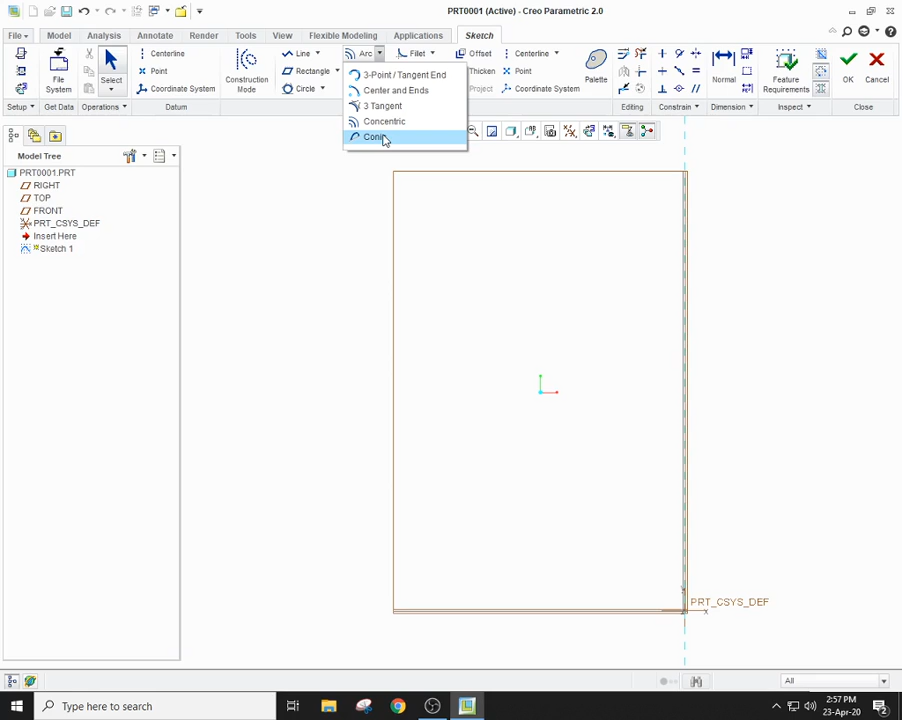 PRT0001 (Active) - Creo Parametric 2.0
File
Model
Analysis
Annotate
Render
Tools
View
Flexible Modeling
Applications
Sketch
File System
Select
Centerline
Point
Coordinate System
Construction Mode
Line
Rectangle
Circle
Arc
Fillet
Offset
Thicken
Project
Centerline
Point
Coordinate System
Palette
Normal
Feature Requirements
OK
Cancel
Setup
Get Data
Operations
Datum
Editing
Constrain
Inspect
Close
3-Point / Tangent End
Center and Ends
3 Tangent
Concentric
Model Tree
PRT0001.PRT
RIGHT
TOP
FRONT
PRT_CSYS_DEF
Insert Here
Sketch 1
PRT_CSYS_DEF
All
Type here to search
2:57 PM
23-Apr-20
2